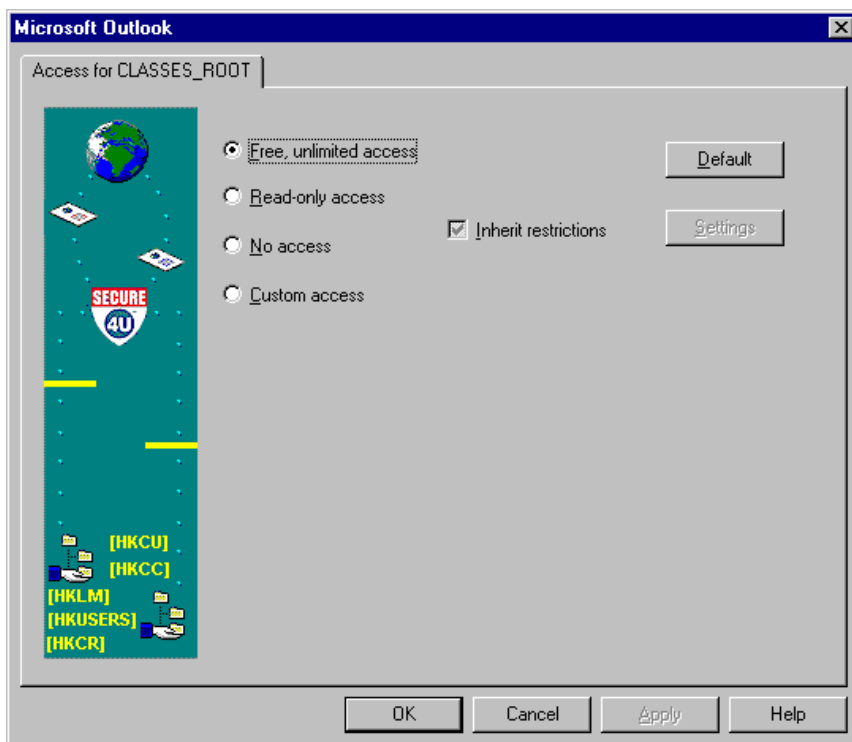 Microsoft Outlook
Access for CLASSES_ROOT
Free, unlimited access
Default
Read-only access
Inherit restrictions
Settings
No access
Custom access
SECURE
4U
[HKCU]
[HKCC]
[HKLM]
[HKUSERS]
[HKCR]
OK
Cancel
Apply
Help